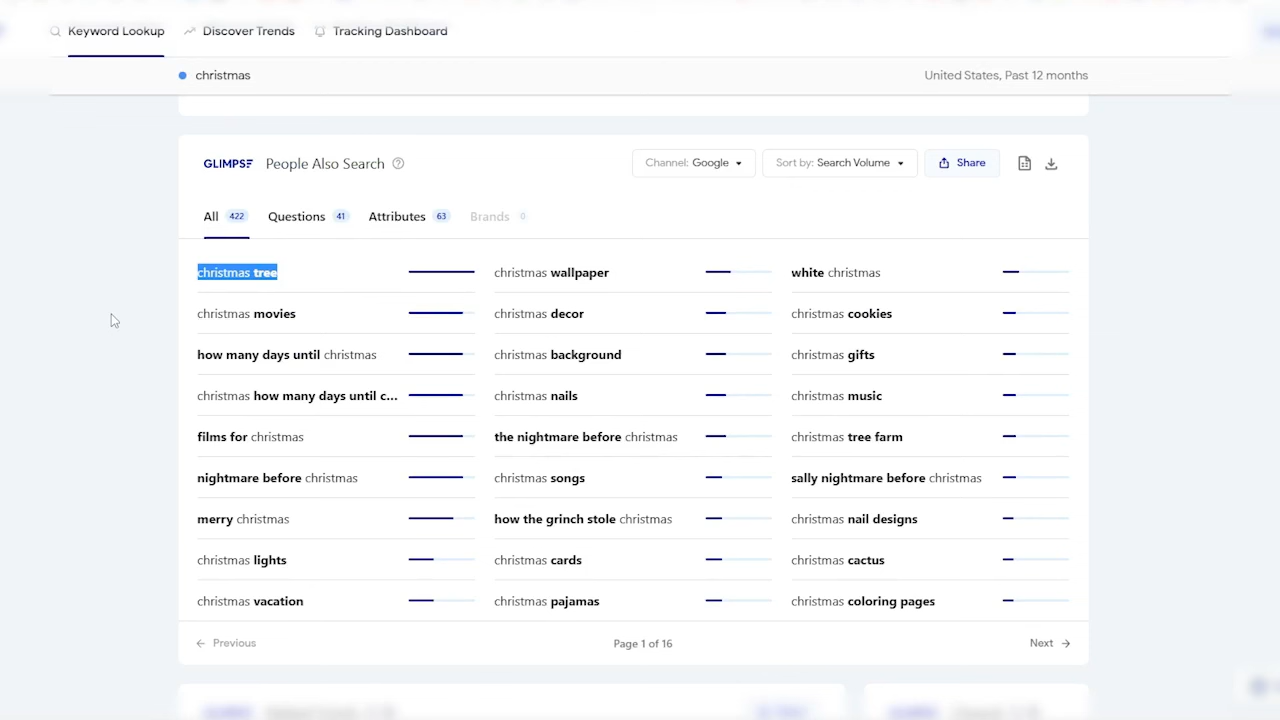 Keyword Lookup Discover Trends Tracking Dashboard
christmas United States, Past 12 months
GLIMPSE People Also Search Channel: Google Sort by: Search Volume Share
All 422 Questions 41 Attributes 63 Brands 0
christmas tree christmas wallpaper white christmas
christmas movies christmas decor christmas cookies
how many days until christmas christmas background christmas gifts
christmas how many days until c... christmas nails christmas music
films for christmas the nightmare before christmas christmas tree farm
nightmare before christmas christmas songs sally nightmare before christmas
merry christmas how the grinch stole christmas christmas nail designs
christmas lights christmas cards christmas cactus
christmas vacation christmas pajamas christmas coloring pages
Previous Page 1 of 16 Next